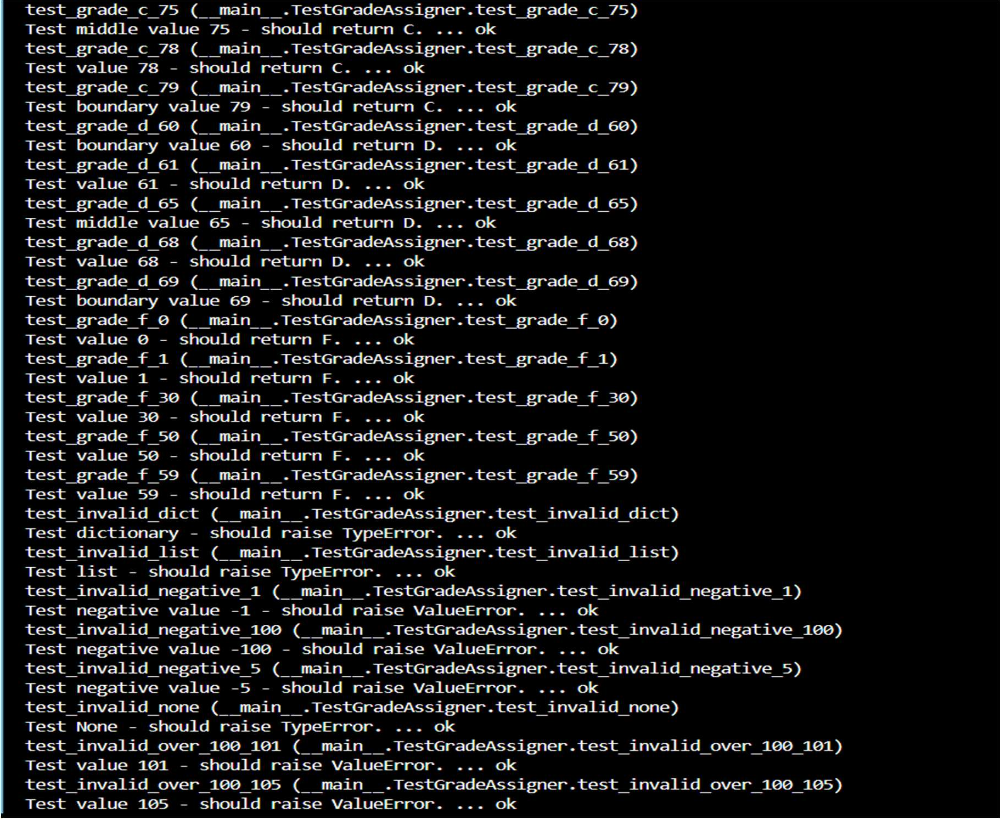 test_grade_c_75 (__main__.TestGradeAssigner.test_grade_c_75)
Test middle value 75 - should return C. ... ok
test_grade_c_78 (__main__.TestGradeAssigner.test_grade_c_78)
Test value 78 - should return C. ... ok
test_grade_c_79 (__main__.TestGradeAssigner.test_grade_c_79)
Test boundary value 79 - should return C. ... ok
test_grade_d_60 (__main__.TestGradeAssigner.test_grade_d_60)
Test boundary value 60 - should return D. ... ok
test_grade_d_61 (__main__.TestGradeAssigner.test_grade_d_61)
Test value 61 - should return D. ... ok
test_grade_d_65 (__main__.TestGradeAssigner.test_grade_d_65)
Test middle value 65 - should return D. ... ok
test_grade_d_68 (__main__.TestGradeAssigner.test_grade_d_68)
Test value 68 - should return D. ... ok
test_grade_d_69 (__main__.TestGradeAssigner.test_grade_d_69)
Test boundary value 69 - should return D. ... ok
test_grade_f_0 (__main__.TestGradeAssigner.test_grade_f_0)
Test value 0 - should return F. ... ok
test_grade_f_1 (__main__.TestGradeAssigner.test_grade_f_1)
Test value 1 - should return F. ... ok
test_grade_f_30 (__main__.TestGradeAssigner.test_grade_f_30)
Test value 30 - should return F. ... ok
test_grade_f_50 (__main__.TestGradeAssigner.test_grade_f_50)
Test value 50 - should return F. ... ok
test_grade_f_59 (__main__.TestGradeAssigner.test_grade_f_59)
Test value 59 - should return F. ... ok
test_invalid_dict (__main__.TestGradeAssigner.test_invalid_dict)
Test dictionary - should raise TypeError. ... ok
test_invalid_list (__main__.TestGradeAssigner.test_invalid_list)
Test list - should raise TypeError. ... ok
test_invalid_negative_1 (__main__.TestGradeAssigner.test_invalid_negative_1)
Test negative value -1 - should raise ValueError. ... ok
test_invalid_negative_100 (__main__.TestGradeAssigner.test_invalid_negative_100)
Test negative value -100 - should raise ValueError. ... ok
test_invalid_negative_5 (__main__.TestGradeAssigner.test_invalid_negative_5)
Test negative value -5 - should raise ValueError. ... ok
test_invalid_none (__main__.TestGradeAssigner.test_invalid_none)
Test None - should raise TypeError. ... ok
test_invalid_over_100_101 (__main__.TestGradeAssigner.test_invalid_over_100_101)
Test value 101 - should raise ValueError. ... ok
test_invalid_over_100_105 (__main__.TestGradeAssigner.test_invalid_over_100_105)
Test value 105 - should raise ValueError. ... ok